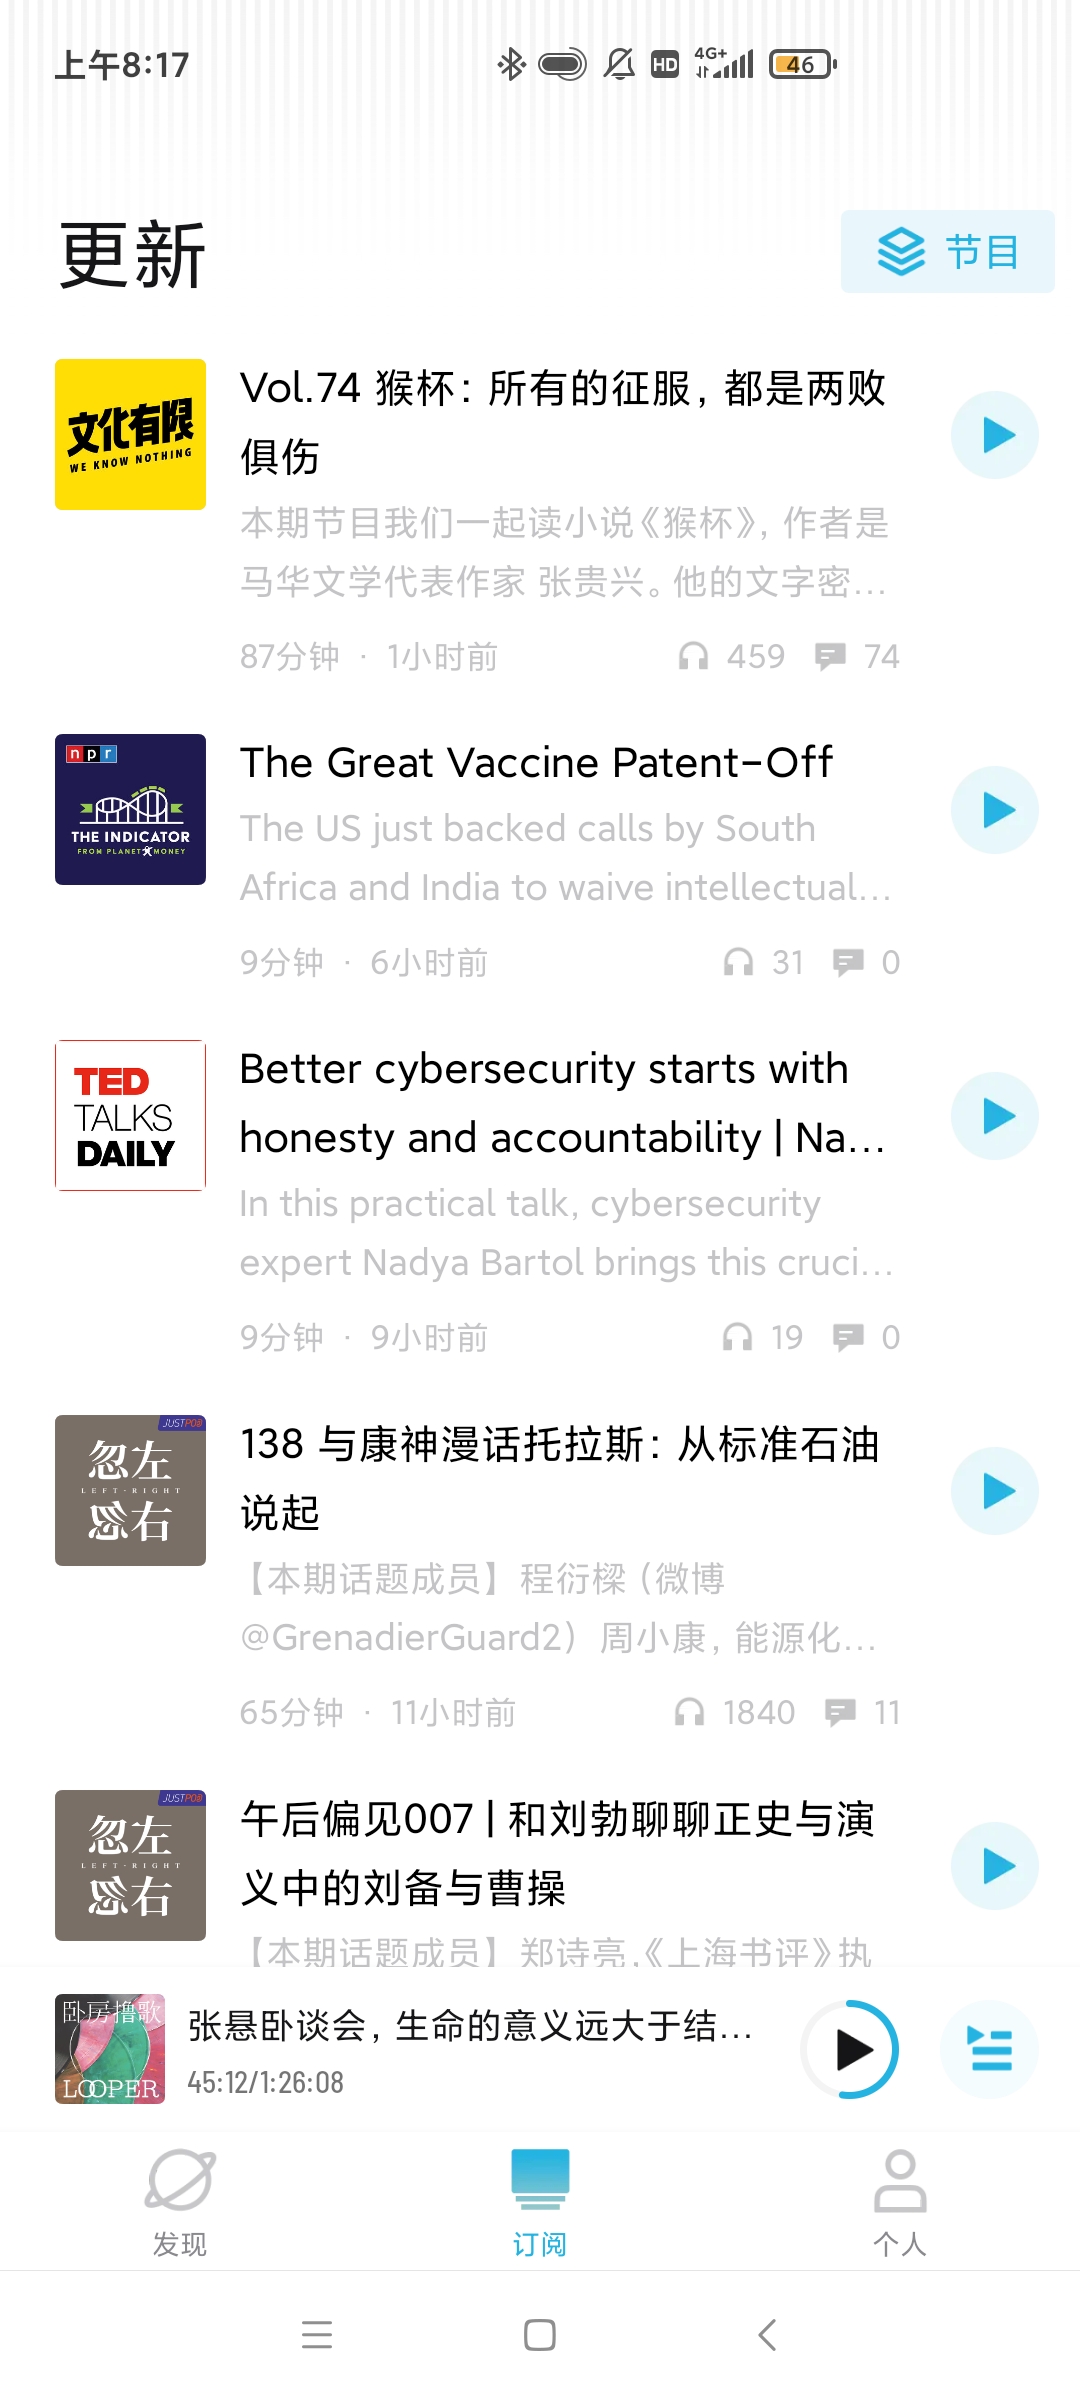 上午8:17
HD
4G+
46
更新
节目
文化有限
WE KNOW NOTHING
Vol.74 猴杯：所有的征服，都是两败
俱伤
本期节目我们一起读小说《猴杯》，作者是
马华文学代表作家 张贵兴。他的文字密…
87分钟 · 1小时前
459
74
npr
THE INDICATOR
FROM PLANET MONEY
The Great Vaccine Patent-Off
The US just backed calls by South
Africa and India to waive intellectual…
9分钟 · 6小时前
31
0
TED
TALKS
DAILY
Better cybersecurity starts with
honesty and accountability | Na…
In this practical talk, cybersecurity
expert Nadya Bartol brings this cruci…
9分钟 · 9小时前
19
0
JUSTPOD
忽左
LEFT·RIGHT
忽右
138 与康神漫话托拉斯：从标准石油
说起
【本期话题成员】程衍樑（微博
@GrenadierGuard2）周小康，能源化…
65分钟 · 11小时前
1840
11
JUSTPOD
忽左
LEFT·RIGHT
忽右
午后偏见007 | 和刘勃聊聊正史与演
义中的刘备与曹操
【本期话题成员】郑诗亮，《上海书评》执
卧房撸歌
LOOPER
张悬卧谈会，生命的意义远大于结…
45:12/1:26:08
发现
订阅
个人